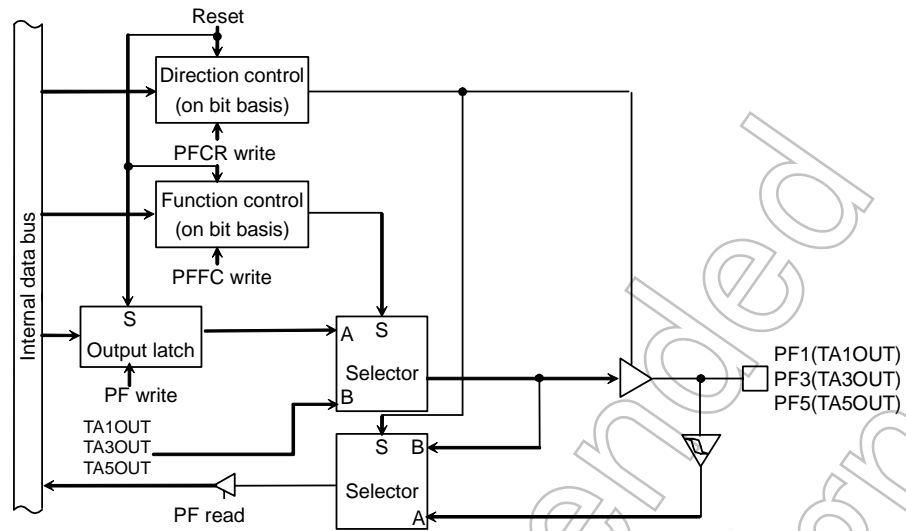 Reset
Direction control
(on bit basis)
PFCR write
Function control
(on bit basis)
PFFC write
Internal data bus
S
Output latch
PF write
A
S
Selector
B
TA1OUT
TA3OUT
TA5OUT
S
B
Selector
A
PF read
PF1(TA1OUT)
PF3(TA3OUT)
PF5(TA5OUT)
ended